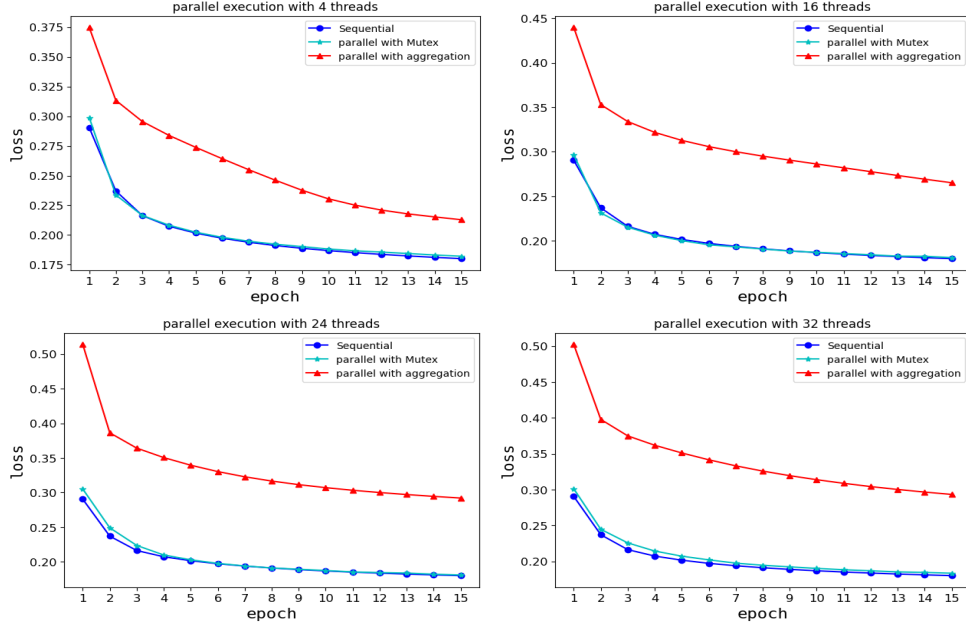 parallel execution with 4 threads
0.375
0.350
0.325
0.300
0.275
0.250
0.225
0.200
0.175
loss
Sequential
parallel with Mutex
parallel with aggregation
1 2 3 4 5 6 7 8 9 10 11 12 13 14 15
epoch
parallel execution with 16 threads
0.45
0.40
0.35
0.30
0.25
0.20
loss
Sequential
parallel with Mutex
parallel with aggregation
1 2 3 4 5 6 7 8 9 10 11 12 13 14 15
epoch
parallel execution with 24 threads
0.50
0.45
0.40
0.35
0.30
0.25
0.20
loss
Sequential
parallel with Mutex
parallel with aggregation
1 2 3 4 5 6 7 8 9 10 11 12 13 14 15
epoch
parallel execution with 32 threads
0.50
0.45
0.40
0.35
0.30
0.25
0.20
loss
Sequential
parallel with Mutex
parallel with aggregation
1 2 3 4 5 6 7 8 9 10 11 12 13 14 15
epoch